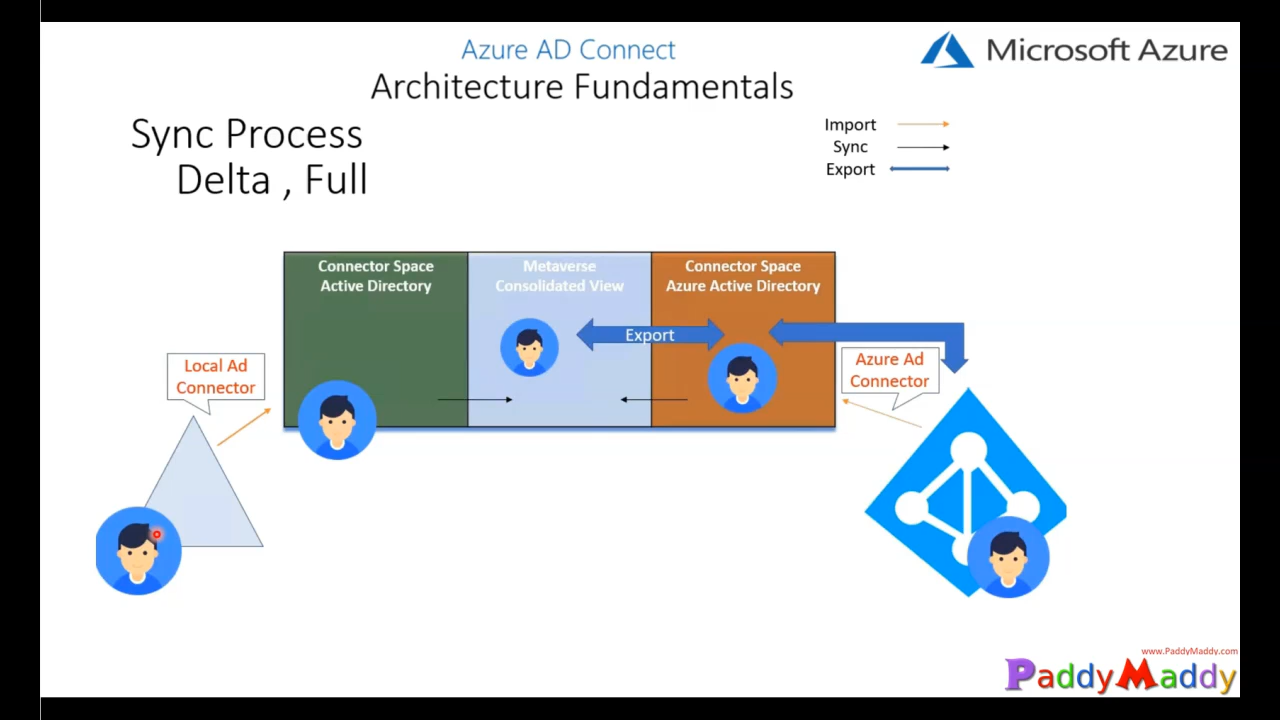 Azure AD Connect
Architecture Fundamentals
Microsoft Azure
Sync Process
Delta , Full
Import
Sync
Export
Connector Space
Active Directory
Metaverse
Consolidated View
Connector Space
Azure Active Directory
Export
Local Ad
Connector
Azure Ad
Connector
www.PaddyMaddy.com
PaddyMaddy